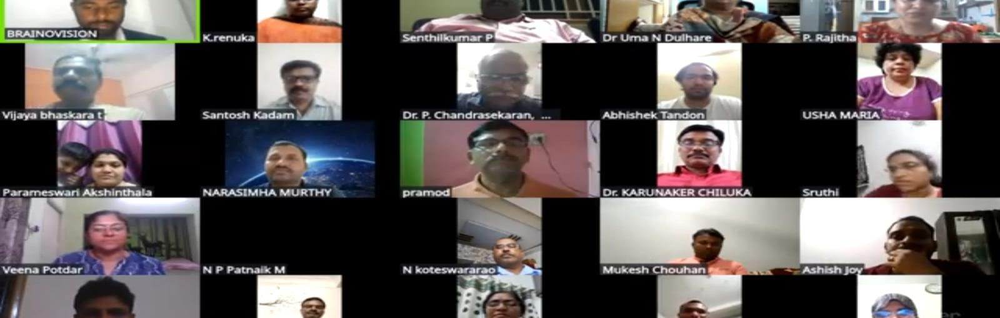 BRAINOVISION
K.renuka
Senthilkumar P
Dr Uma N Dulhare
P. Rajitha
Vijaya bhaskara t
Santosh Kadam
Dr. P. Chandrasekaran, ...
Abhishek Tandon
USHA MARIA
Parameswari Akshinthala
NARASIMHA MURTHY
pramod
Dr. KARUNAKER CHILUKA
Sruthi
Veena Potdar
N P Patnaik M
N koteswararao
Mukesh Chouhan
Ashish Joy